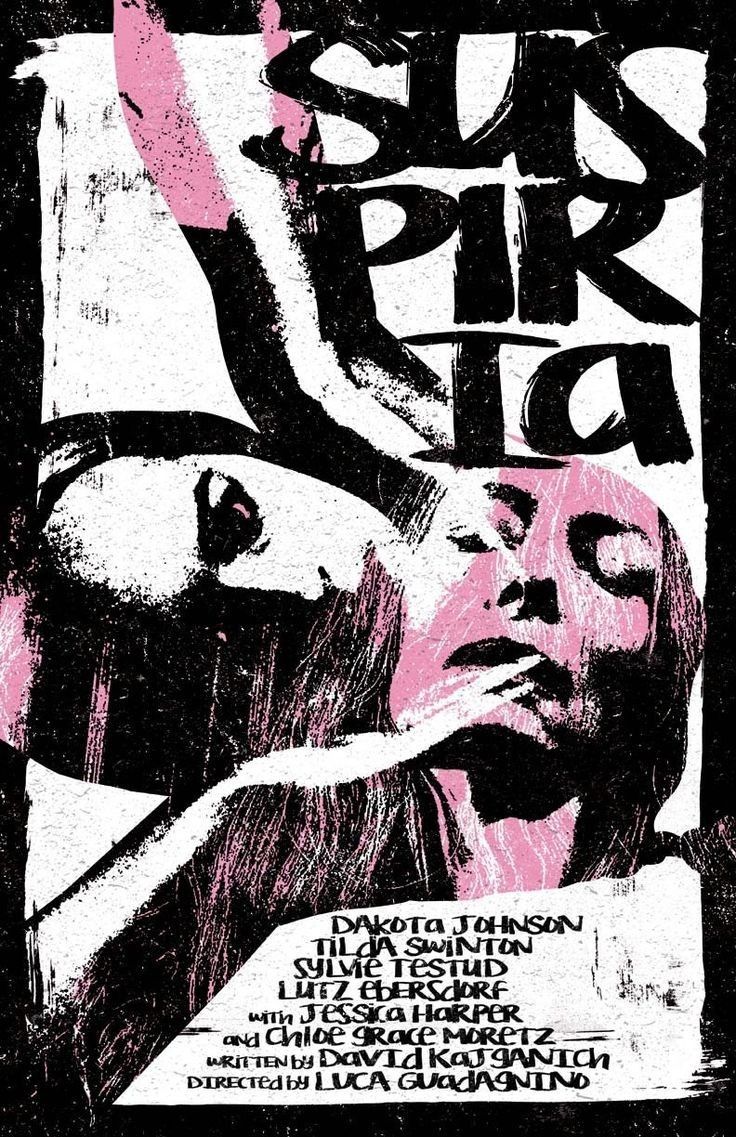 SUS
PIR
Ia
DAKOTA JOHNSON
TILDA SWINTON
SYLVIE TESTUD
LUTZ EBERSDORF
with JESSICA HARPER
and CHLOE GRACE MORETZ
WRITTEN by DAVID KAJGANICH
DIRECTED by LUCA GUADAGNINO